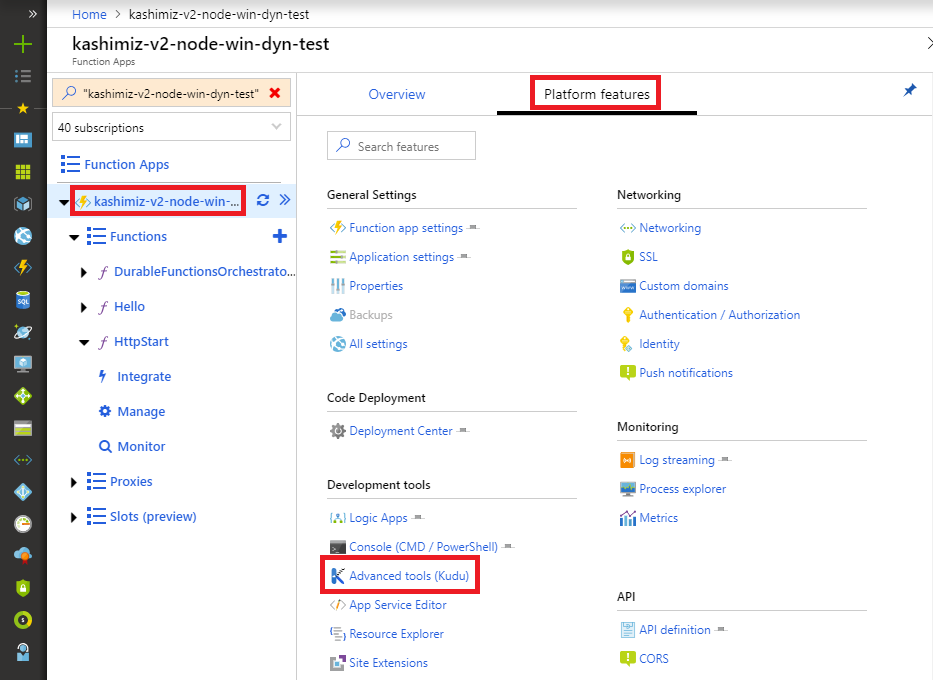 Home > kashimiz-v2-node-win-dyn-test
kashimiz-v2-node-win-dyn-test
Function Apps
"kashimiz-v2-node-win-dyn-test"
40 subscriptions
Function Apps
kashimiz-v2-node-win-...
Functions
DurableFunctionsOrchestrato...
Hello
HttpStart
Integrate
Manage
Monitor
Proxies
Slots (preview)
Overview
Platform features
Search features
General Settings
Function app settings
Application settings
Properties
Backups
All settings
Code Deployment
Deployment Center
Development tools
Logic Apps
Console (CMD / PowerShell)
Advanced tools (Kudu)
App Service Editor
Resource Explorer
Site Extensions
Networking
Networking
SSL
Custom domains
Authentication / Authorization
Identity
Push notifications
Monitoring
Log streaming
Process explorer
Metrics
API
API definition
CORS
SQL